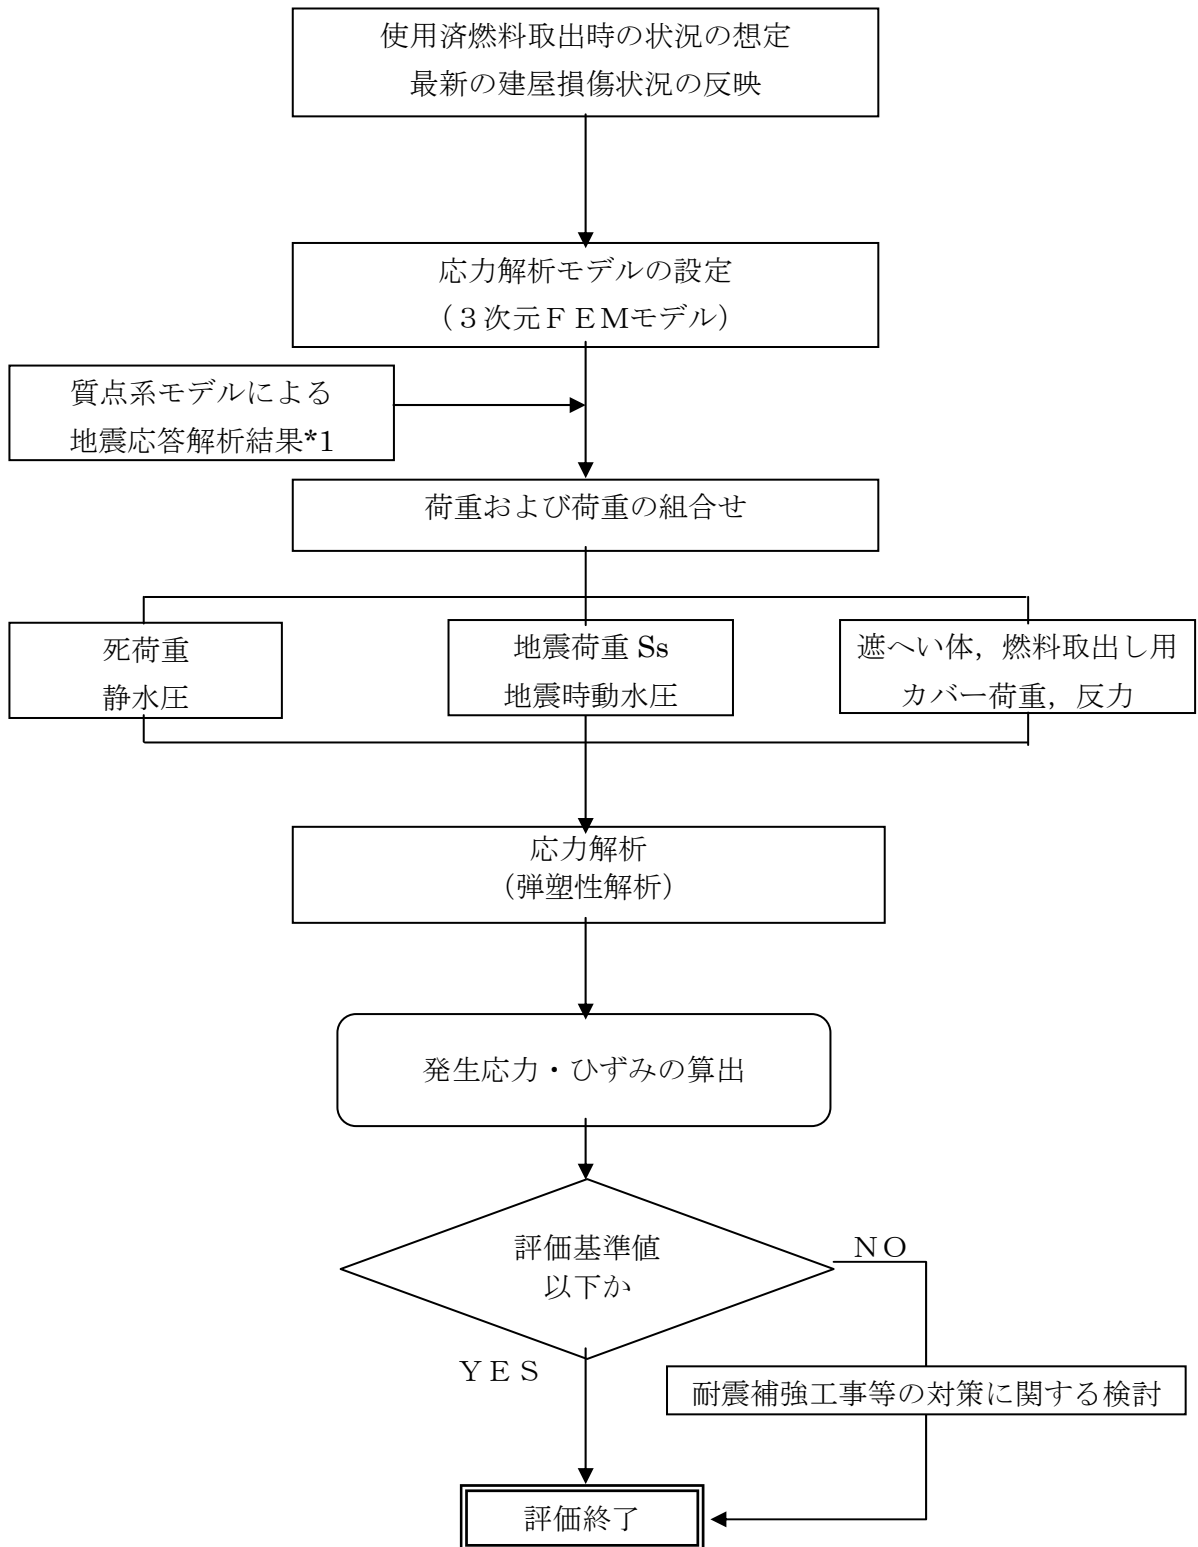 使用済燃料取出時の状況の想定
最新の建屋損傷状況の反映
応力解析モデルの設定
（３次元ＦＥＭモデル）
質点系モデルによる
地震応答解析結果*1
荷重および荷重の組合せ
死荷重
静水圧
地震荷重 Ss
地震時動水圧
遮へい体，燃料取出し用
カバー荷重，反力
応力解析
（弾塑性解析）
発生応力・ひずみの算出
評価基準値
以下か
ＮＯ
ＹＥＳ
耐震補強工事等の対策に関する検討
評価終了